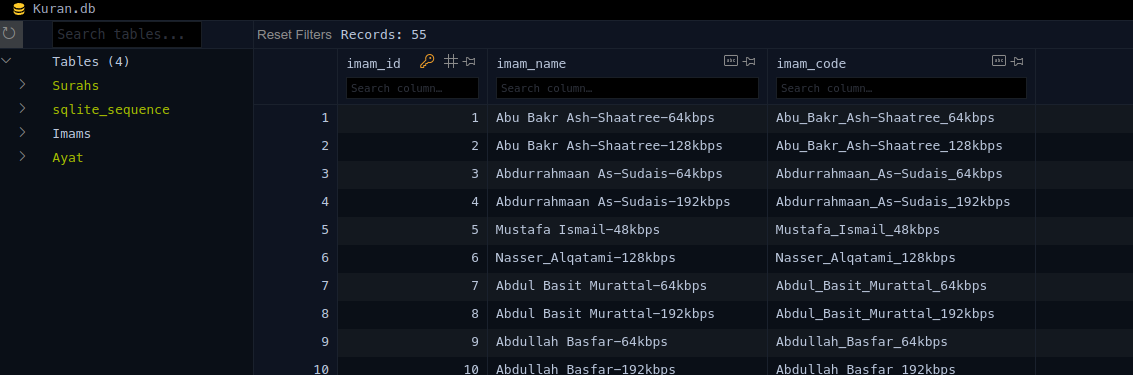 Kuran.db
Search tables...
Reset Filters Records: 55
Tables (4)
Surahs
sqlite_sequence
Imams
Ayat
imam_id imam_name imam_code
Search column… Search column… Search column…
1 1 Abu Bakr Ash-Shaatree-64kbps Abu_Bakr_Ash-Shaatree_64kbps
2 2 Abu Bakr Ash-Shaatree-128kbps Abu_Bakr_Ash-Shaatree_128kbps
3 3 Abdurrahmaan As-Sudais-64kbps Abdurrahmaan_As-Sudais_64kbps
4 4 Abdurrahmaan As-Sudais-192kbps Abdurrahmaan_As-Sudais_192kbps
5 5 Mustafa Ismail-48kbps Mustafa_Ismail_48kbps
6 6 Nasser_Alqatami-128kbps Nasser_Alqatami_128kbps
7 7 Abdul Basit Murattal-64kbps Abdul_Basit_Murattal_64kbps
8 8 Abdul Basit Murattal-192kbps Abdul_Basit_Murattal_192kbps
9 9 Abdullah Basfar-64kbps Abdullah_Basfar_64kbps
10 10 Abdullah Basfar-192kbps Abdullah_Basfar_192kbps